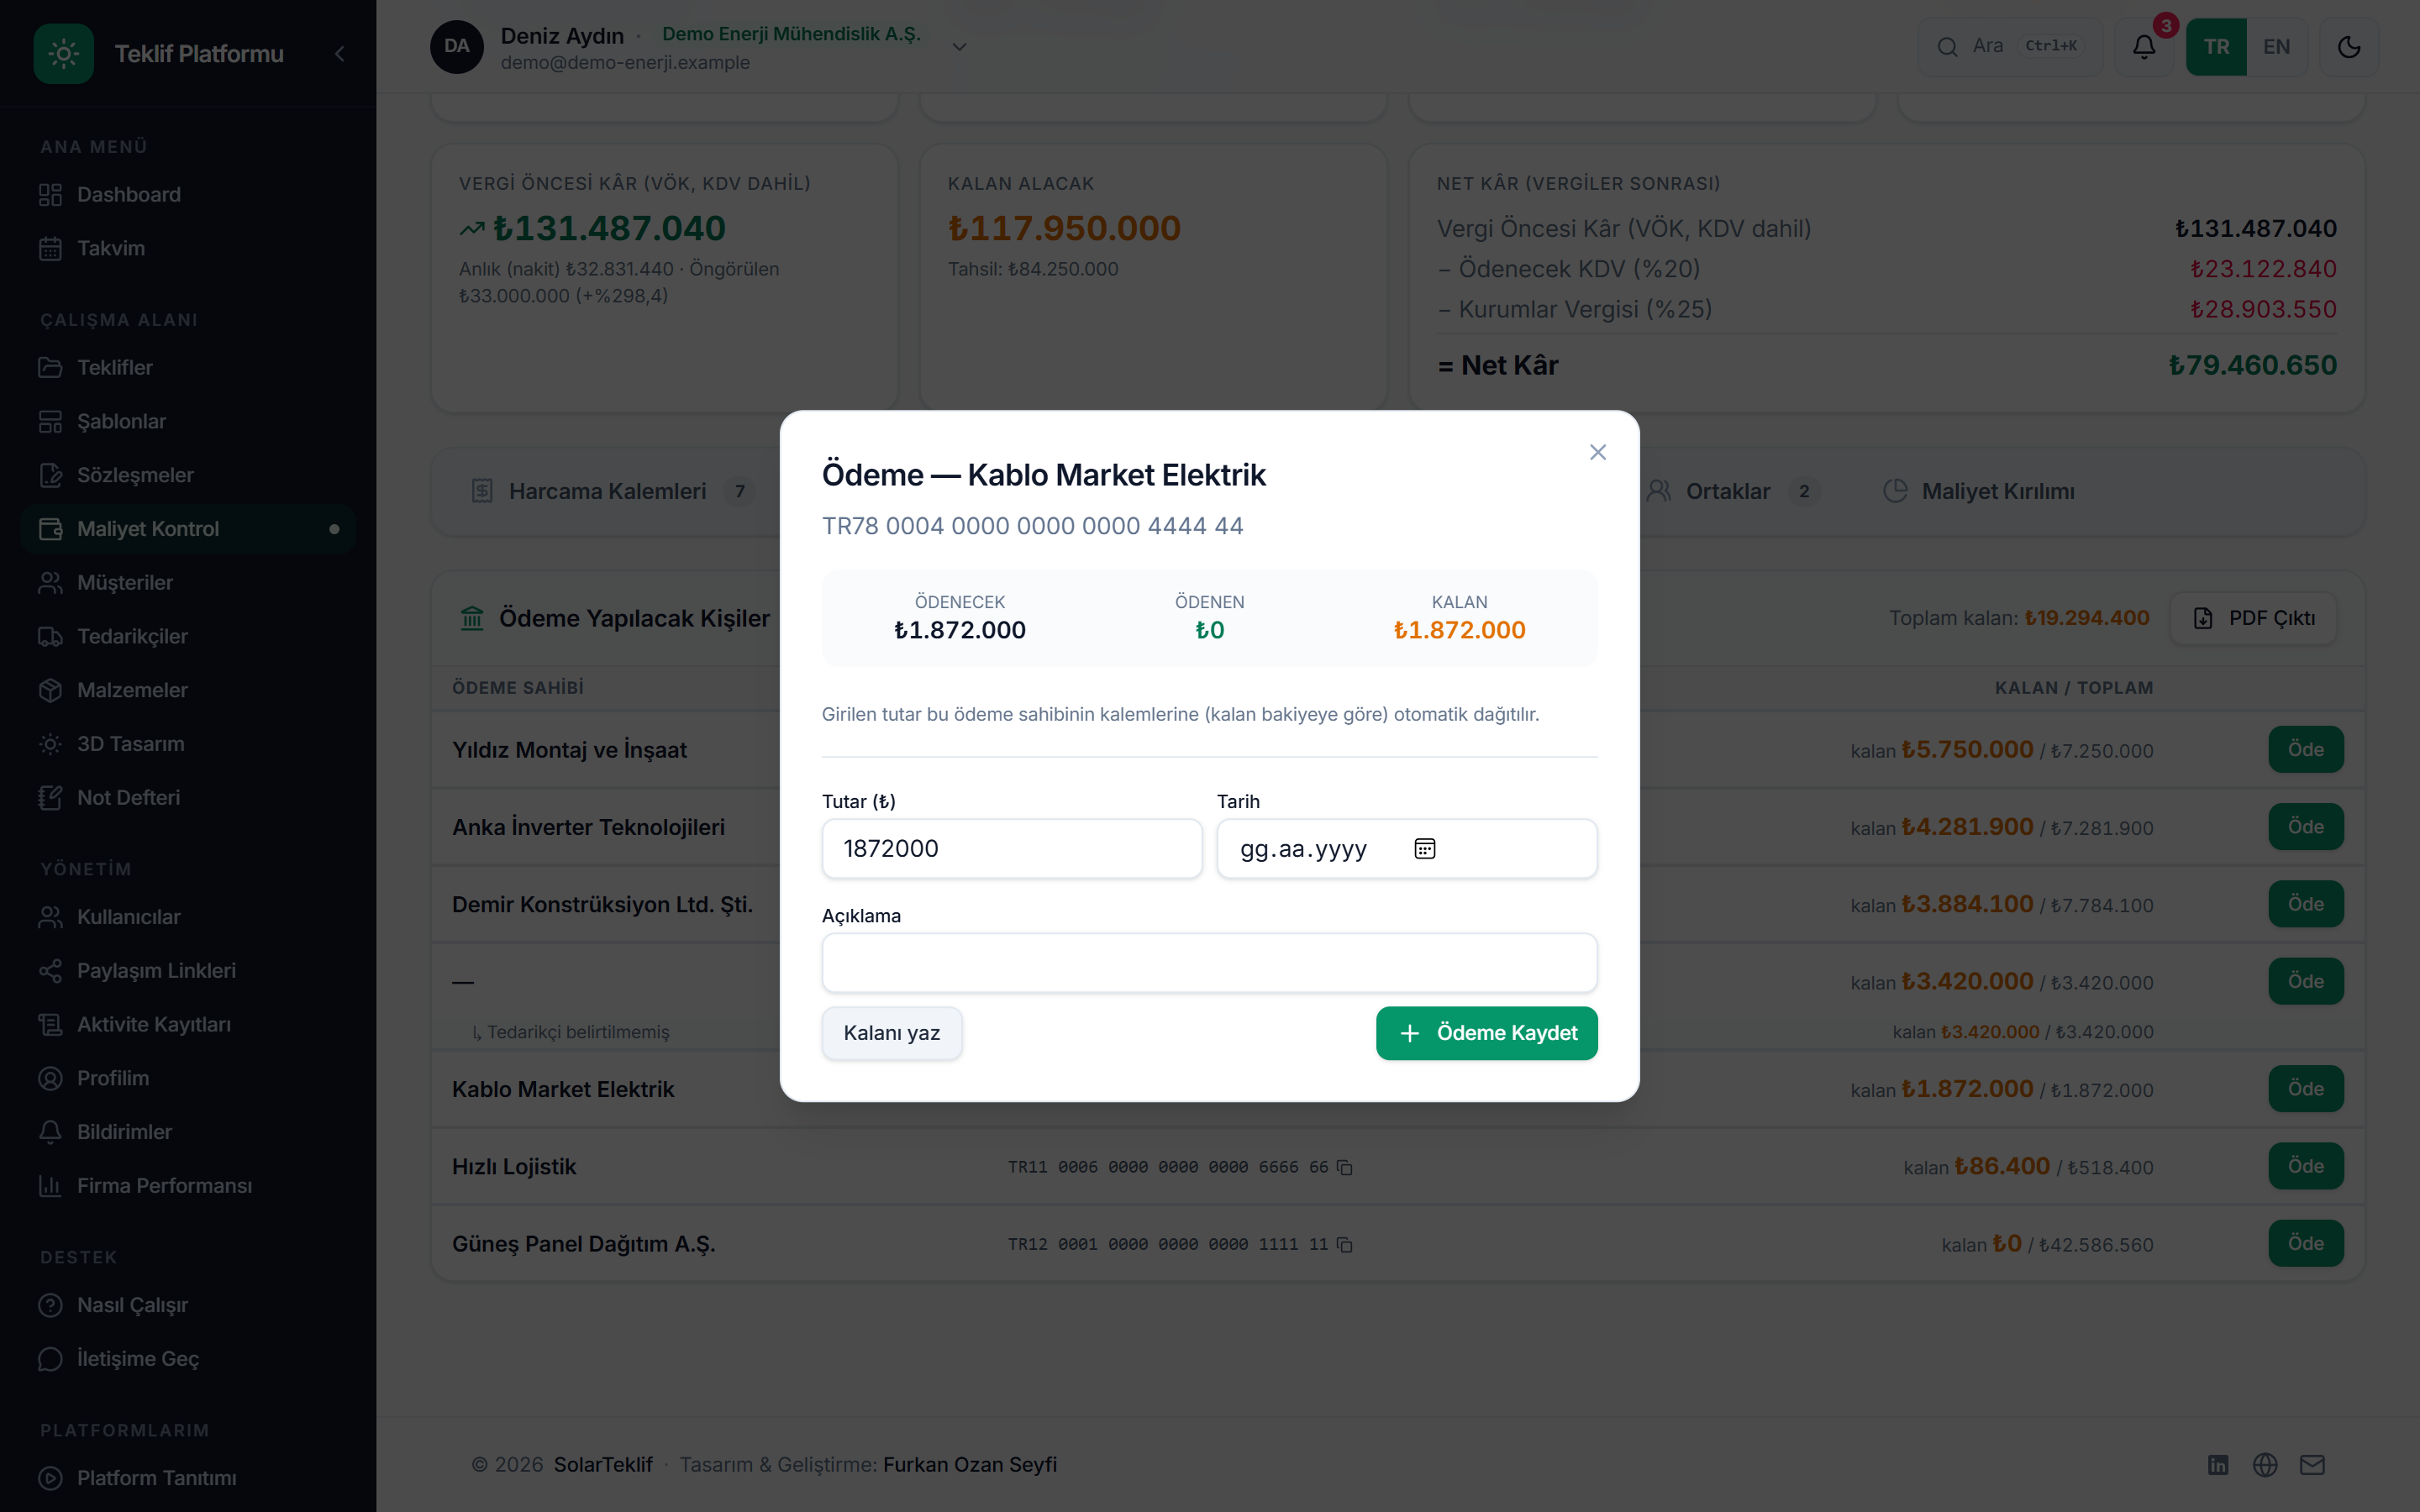 Teklif Platformu
ANA MENÜ
Dashboard
Takvim
ÇALIŞMA ALANI
Teklifler
Şablonlar
Sözleşmeler
Maliyet Kontrol
Müşteriler
Tedarikçiler
Malzemeler
3D Tasarım
Not Defteri
YÖNETİM
Kullanıcılar
Paylaşım Linkleri
Aktivite Kayıtları
Profilim
Bildirimler
Firma Performansı
DESTEK
Nasıl Çalışır
İletişime Geç
PLATFORMLARIM
Platform Tanıtımı
DA
Deniz Aydın · Demo Enerji Mühendislik A.Ş.
demo@demo-enerji.example
Ara Ctrl+K
3
TR EN
VERGİ ÖNCESİ KÂR (VÖK, KDV DAHİL)
₺131.487.040
Anlık (nakit) ₺32.831.440 · Öngörülen
₺33.000.000 (+%298,4)
KALAN ALACAK
₺117.950.000
Tahsil: ₺84.250.000
NET KÂR (VERGİLER SONRASI)
Vergi Öncesi Kâr (VÖK, KDV dahil) ₺131.487.040
− Ödenecek KDV (%20) ₺23.122.840
− Kurumlar Vergisi (%25) ₺28.903.550
= Net Kâr ₺79.460.650
Harcama Kalemleri 7
Ortaklar 2
Maliyet Kırılımı
Ödeme Yapılacak Kişiler
Toplam kalan: ₺19.294.400
PDF Çıktı
ÖDEME SAHİBİ
KALAN / TOPLAM
Yıldız Montaj ve İnşaat
kalan ₺5.750.000 / ₺7.250.000
Öde
Anka İnverter Teknolojileri
kalan ₺4.281.900 / ₺7.281.900
Öde
Demir Konstrüksiyon Ltd. Şti.
kalan ₺3.884.100 / ₺7.784.100
Öde
—
kalan ₺3.420.000 / ₺3.420.000
Öde
↳ Tedarikçi belirtilmemiş
kalan ₺3.420.000 / ₺3.420.000
Kablo Market Elektrik
kalan ₺1.872.000 / ₺1.872.000
Öde
Hızlı Lojistik
TR11 0006 0000 0000 0000 6666 66
kalan ₺86.400 / ₺518.400
Öde
Güneş Panel Dağıtım A.Ş.
TR12 0001 0000 0000 0000 1111 11
kalan ₺0 / ₺42.586.560
Öde
Ödeme — Kablo Market Elektrik
TR78 0004 0000 0000 0000 4444 44
ÖDENECEK
₺1.872.000
ÖDENEN
₺0
KALAN
₺1.872.000
Girilen tutar bu ödeme sahibinin kalemlerine (kalan bakiyeye göre) otomatik dağıtılır.
Tutar (₺)
1872000
Tarih
gg.aa.yyyy
Açıklama
Kalanı yaz
Ödeme Kaydet
© 2026 SolarTeklif · Tasarım & Geliştirme: Furkan Ozan Seyfi